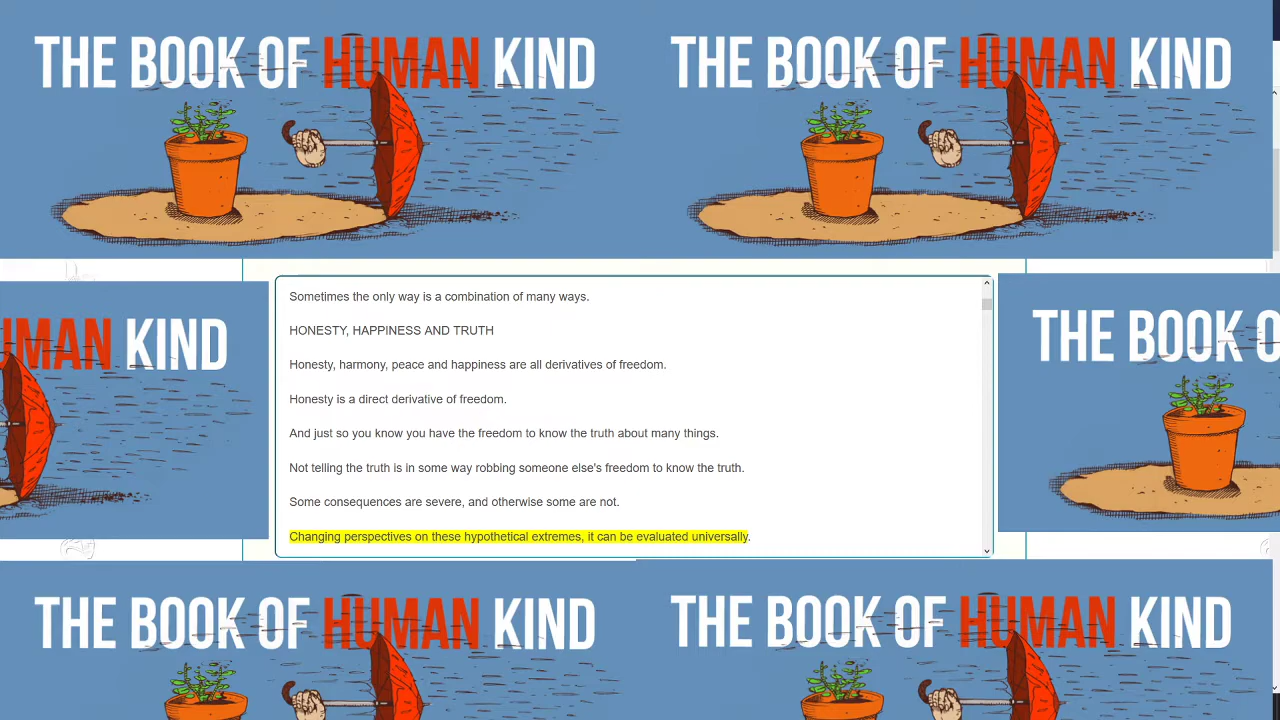 THE BOOK OF HUMAN KIND
THE BOOK OF HUMAN KIND
Sometimes the only way is a combination of many ways.
HONESTY, HAPPINESS AND TRUTH
Honesty, harmony, peace and happiness are all derivatives of freedom.
Honesty is a direct derivative of freedom.
And just so you know you have the freedom to know the truth about many things.
Not telling the truth is in some way robbing someone else's freedom to know the truth.
Some consequences are severe, and otherwise some are not.
Changing perspectives on these hypothetical extremes, it can be evaluated universally.
UMAN KIND
THE BOOK O
THE BOOK OF HUMAN KIND
THE BOOK OF HUMAN KIND